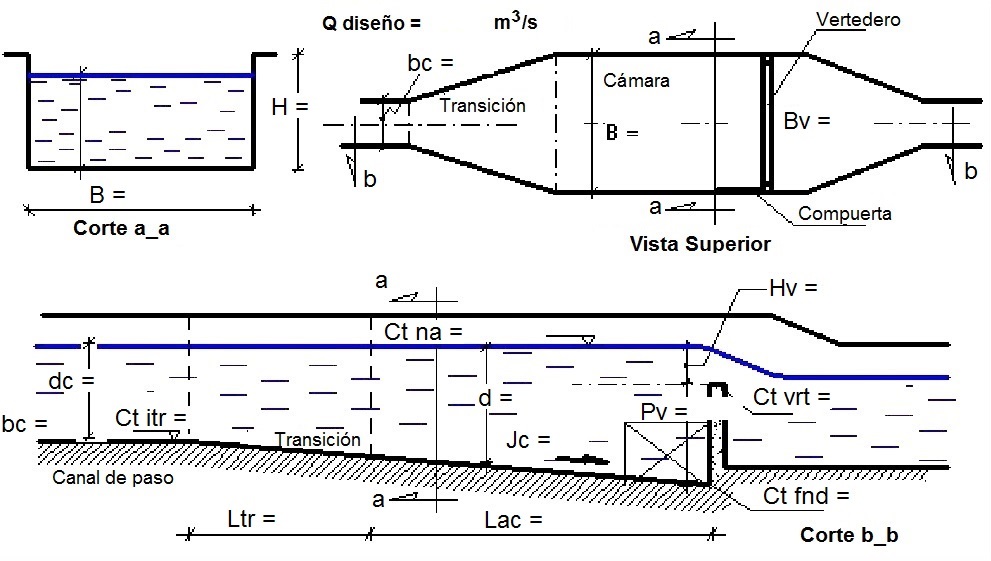 Q diseño = m³/s
a
Vertedero
bc =
Cámara
H =
Transición
B =
Bv =
b
b
B =
a
Compuerta
Corte a_a
Vista Superior
a
Hv =
Ct na =
dc =
d =
Ct vrt =
Pv =
bc =
Ct itr =
Transición
Jc =
Canal de paso
a
Ct fnd =
Ltr =
Lac =
Corte b_b